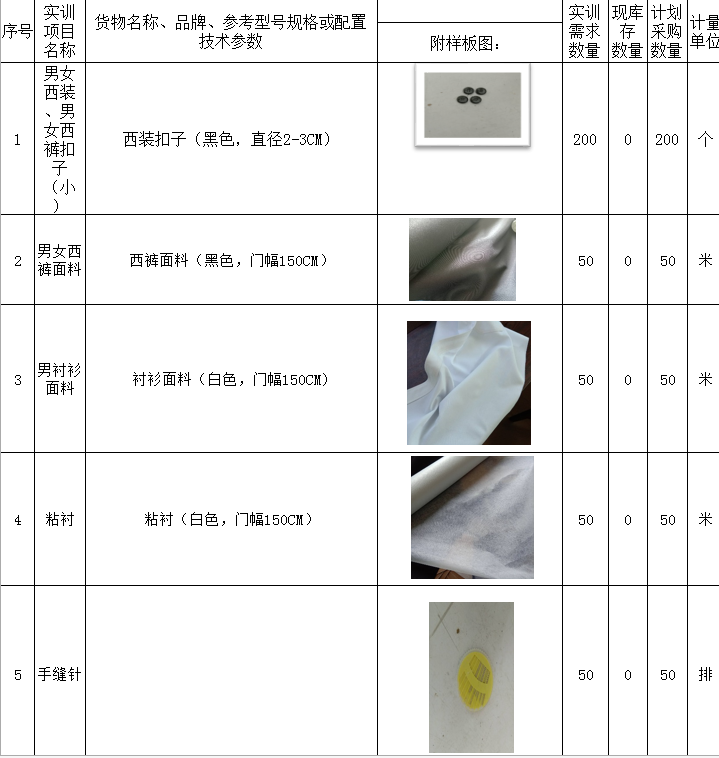 序号
实训
项目
名称
货物名称、品牌、参考型号规格或配置
技术参数
附样板图：
实训
需求
数量
现库
存
数量
计划
采购
数量
计量
单位
1
男女
西装
、男
女西
裤扣
子
（小
）
西装扣子（黑色，直径2-3CM）
200
0
200
个
2
男女西
裤面料
西裤面料（黑色，门幅150CM）
50
0
50
米
3
男衬衫
面料
衬衫面料（白色，门幅150CM）
50
0
50
米
4
粘衬
粘衬（白色，门幅150CM）
50
0
50
米
5
手缝针
50
0
50
排